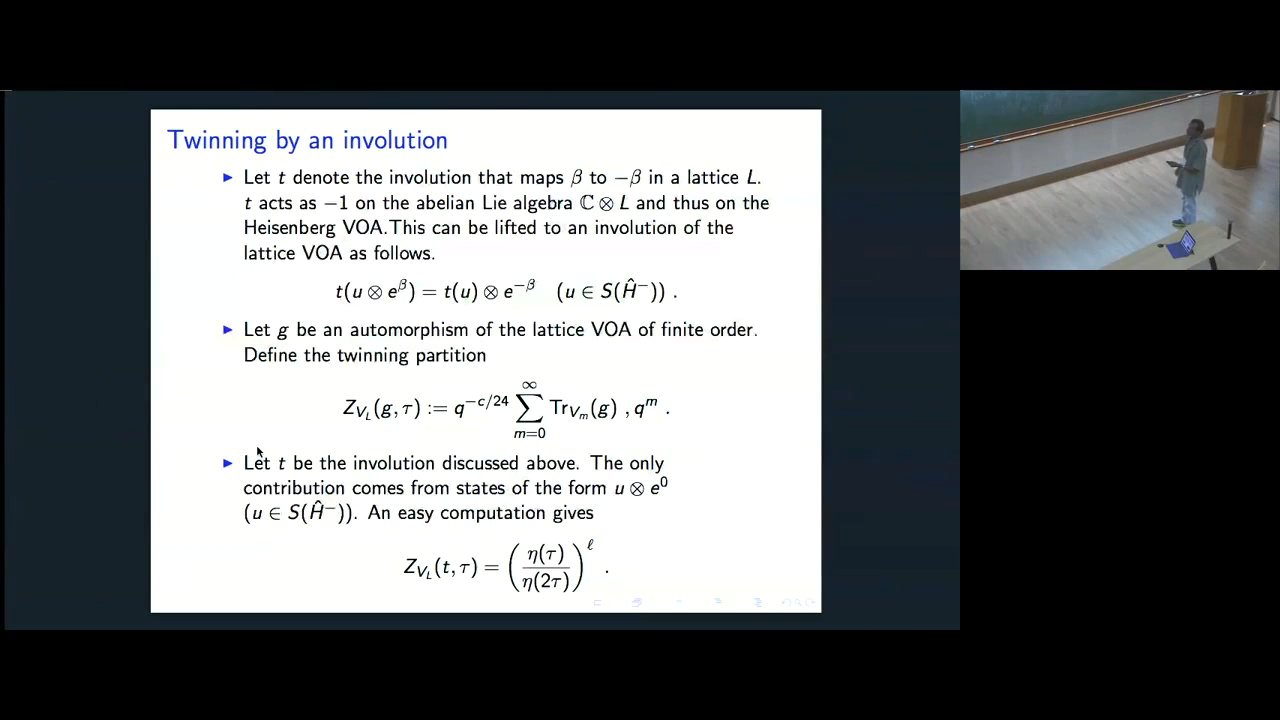 Twinning by an involution
▶ Let t denote the involution that maps β to −β in a lattice L.
t acts as −1 on the abelian Lie algebra ℂ ⊗ L and thus on the
Heisenberg VOA.This can be lifted to an involution of the
lattice VOA as follows.
t(u ⊗ e^β) = t(u) ⊗ e^{−β} (u ∈ S(Ĥ^−)) .
▶ Let g be an automorphism of the lattice VOA of finite order.
Define the twinning partition
Z_{V_L}(g, τ) := q^{−c/24} ∑_{m=0}^{∞} Tr_{V_m}(g) , q^m .
▶ Let t be the involution discussed above. The only
contribution comes from states of the form u ⊗ e^0
(u ∈ S(Ĥ^−)). An easy computation gives
Z_{V_L}(t, τ) = (η(τ)/η(2τ))^ℓ .